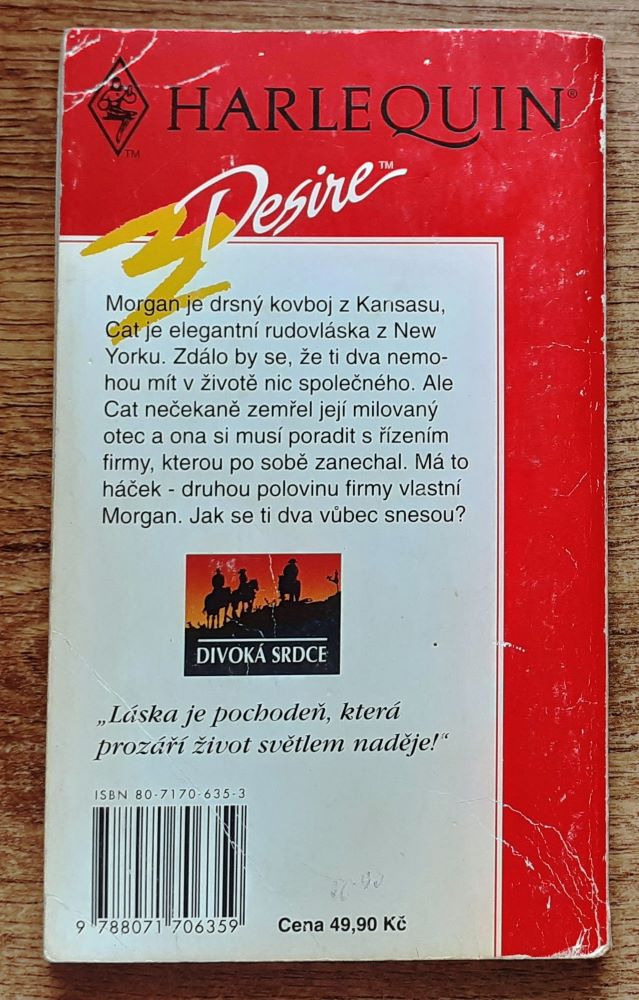 HARLEQUIN®
TM
Desire™
Morgan je drsný kovboj z Kansasu,
Cat je elegantní rudovláska z New
Yorku. Zdálo by se, že ti dva nemo-
hou mít v životě nic společného. Ale
Cat nečekaně zemřel její milovaný
otec a ona si musí poradit s řízením
firmy, kterou po sobě zanechal. Má to
háček - druhou polovinu firmy vlastní
Morgan. Jak se ti dva vůbec snesou?
DIVOKÁ SRDCE
„Láska je pochodeň, která
prozáří život světlem naděje!“
ISBN 80-7170-635-3
9 788071 706359
Cena 49,90 Kč